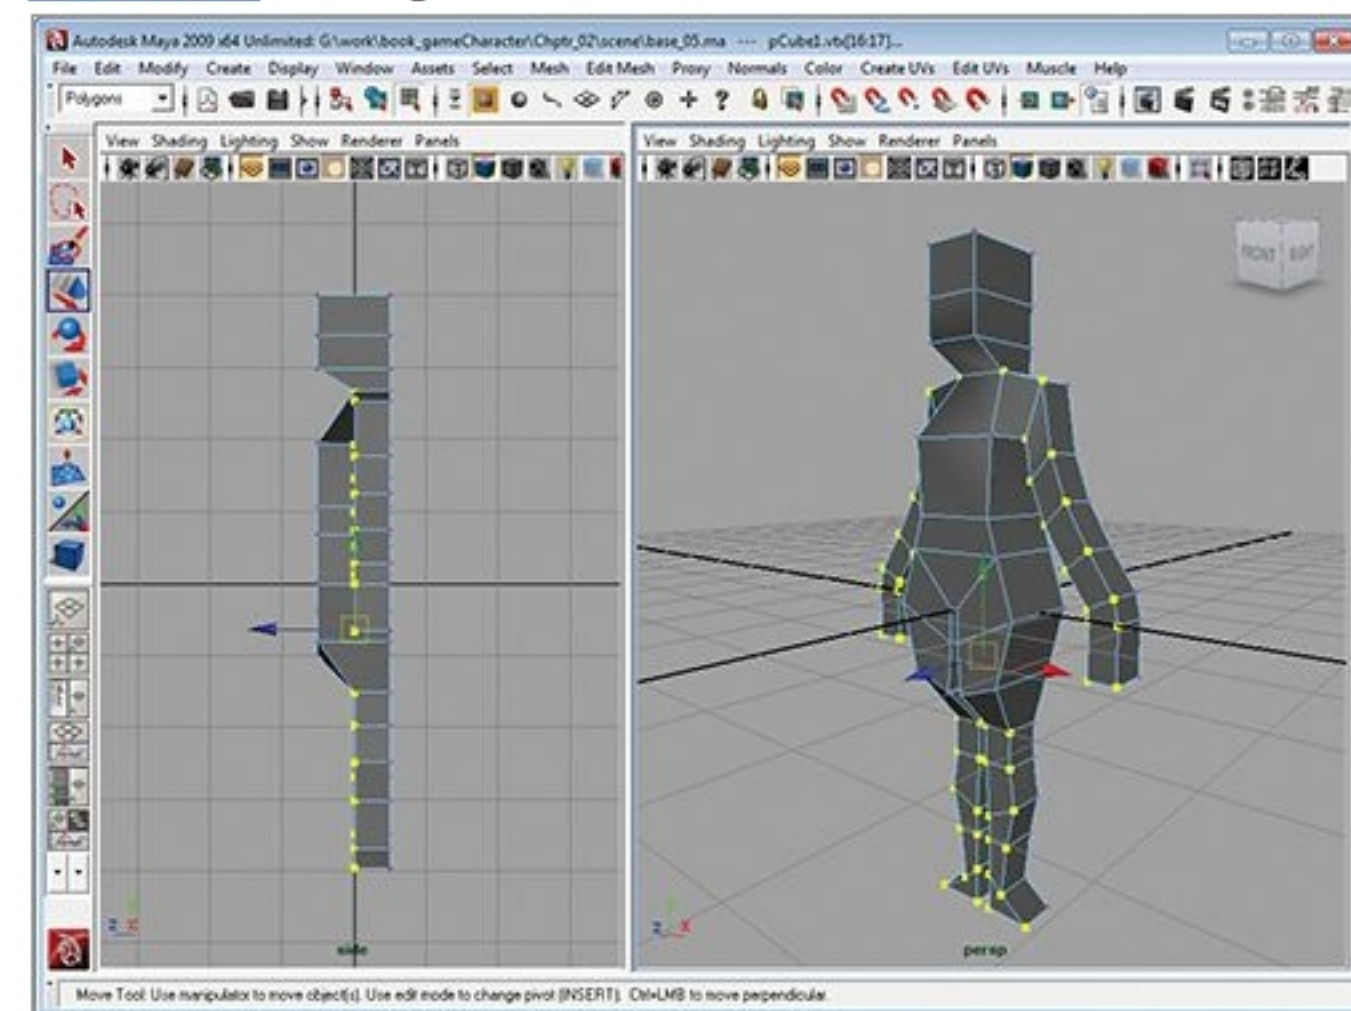 Autodesk Maya 2009 x64 Unlimited: G:\work\book_gameCharacter\Chptr_02\scene\base_05.ma --- pCube1.vtx[16:17]...
File Edit Modify Create Display Window Assets Select Mesh Edit Mesh Proxy Normals Color Create UVs Edit UVs Muscle Help
Polygons
View Shading Lighting Show Renderer Panels
View Shading Lighting Show Renderer Panels
FRONT
side
persp
Move Tool: Use manipulator to move object(s). Use edit mode to change pivot (INSERT). Ctrl+LMB to move perpendicular.